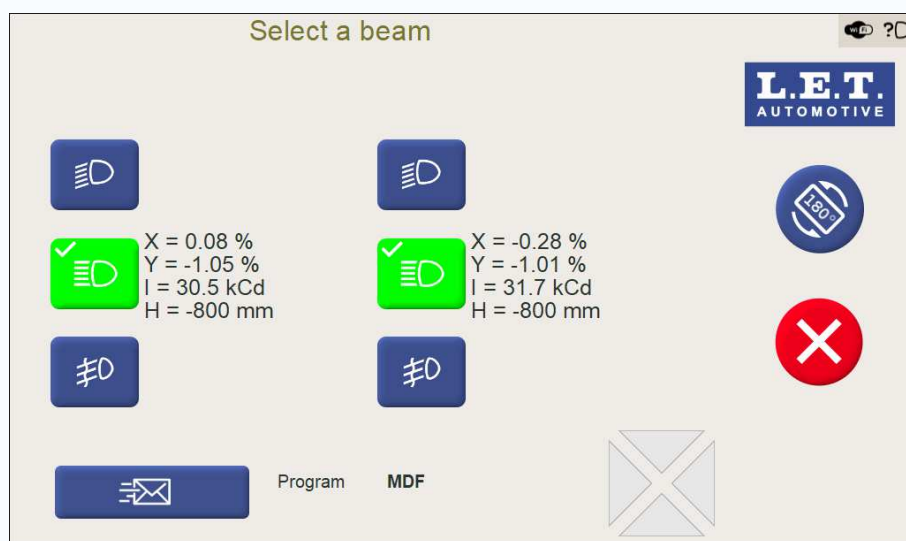 Select a beam
WiFi
?
L.E.T.
AUTOMOTIVE
X = 0.08 %
Y = -1.05 %
I = 30.5 kCd
H = -800 mm
X = -0.28 %
Y = -1.01 %
I = 31.7 kCd
H = -800 mm
180°
Program MDF